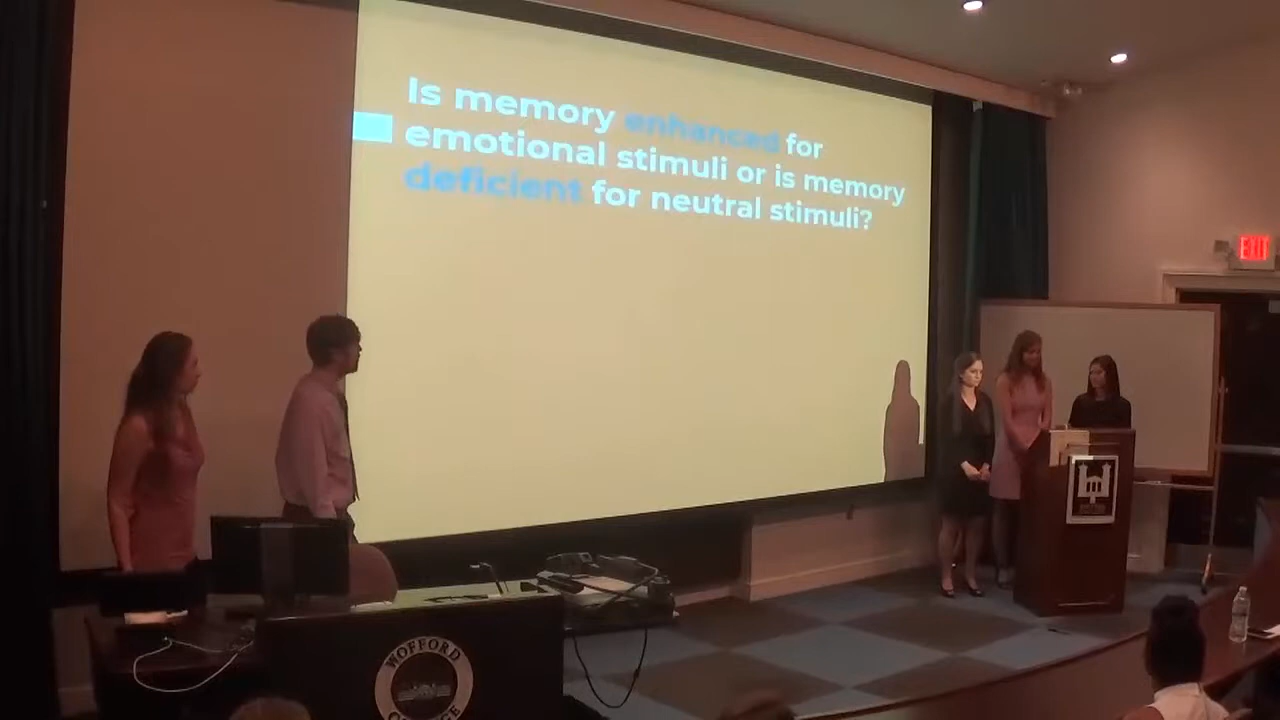 Is memory enhanced for
emotional stimuli or is memory
deficient for neutral stimuli?
EXIT
WOFFORD